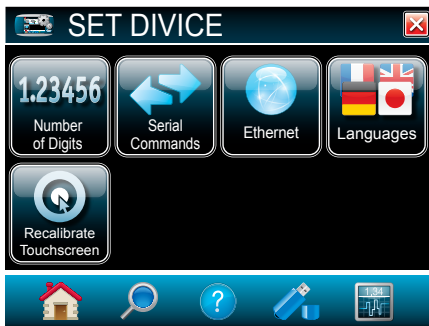 SET DIVICE
1.23456
Number
of Digits
Serial
Commands
Ethernet
Languages
Recalibrate
Touchscreen
?
1.34